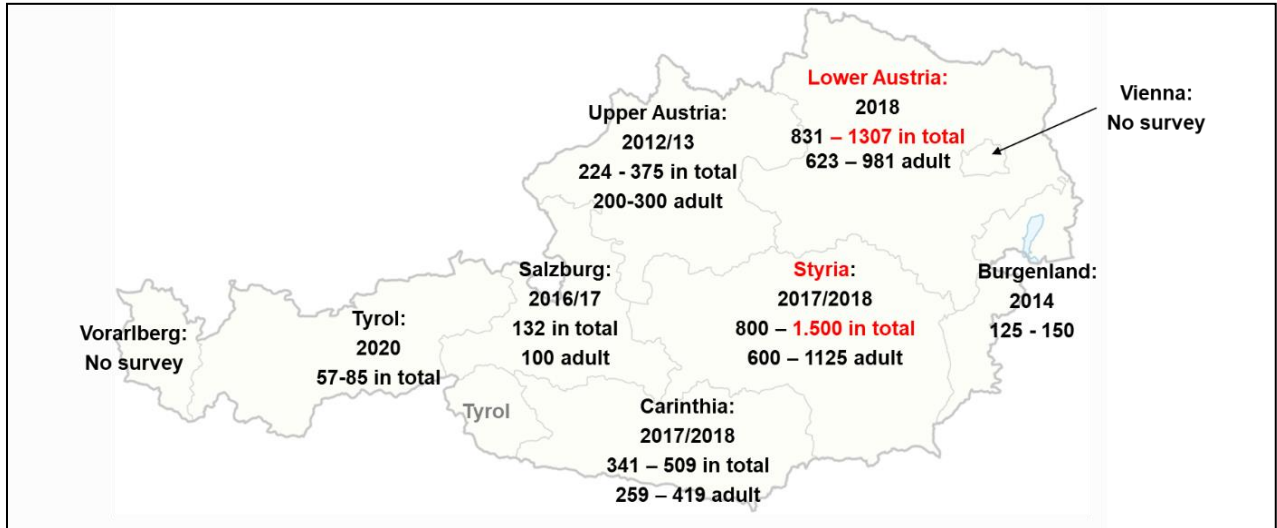 Lower Austria:
2018
831 – 1307 in total
623 – 981 adult
Vienna:
No survey
Upper Austria:
2012/13
224 - 375 in total
200-300 adult
Salzburg:
2016/17
132 in total
100 adult
Styria:
2017/2018
800 – 1.500 in total
600 – 1125 adult
Burgenland:
2014
125 - 150
Vorarlberg:
No survey
Tyrol:
2020
57-85 in total
Tyrol
Carinthia:
2017/2018
341 – 509 in total
259 – 419 adult